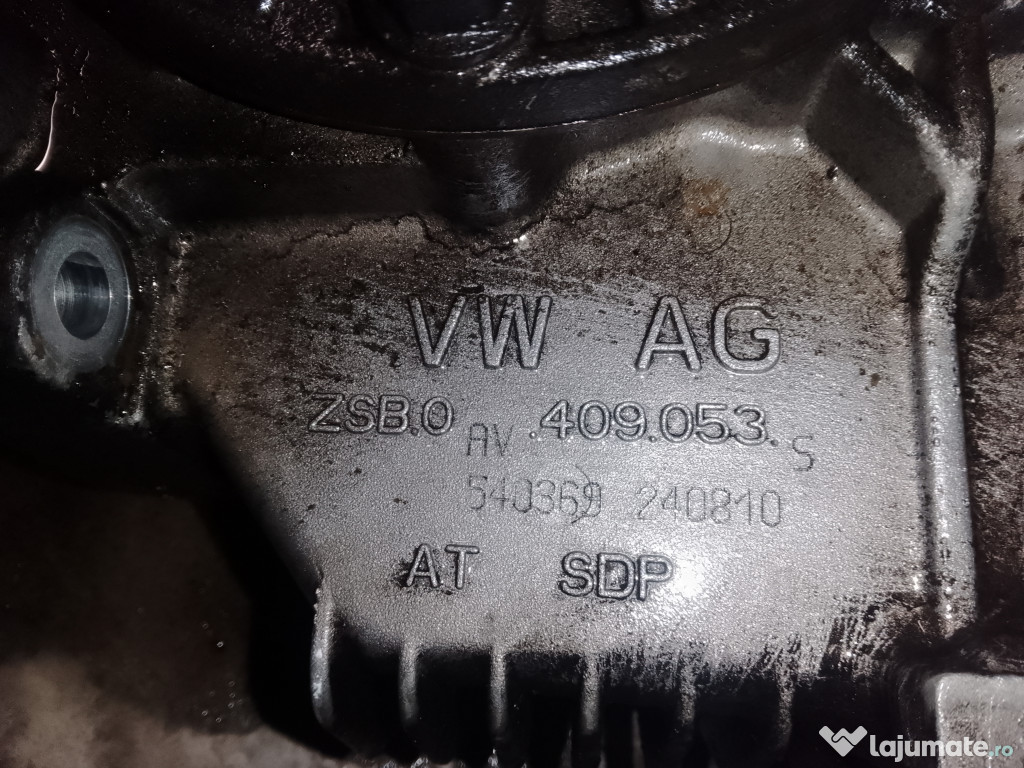 VW AG
ZSB.0 AV .409.053. S
540369 240810
AT SDP
lajumate.ro